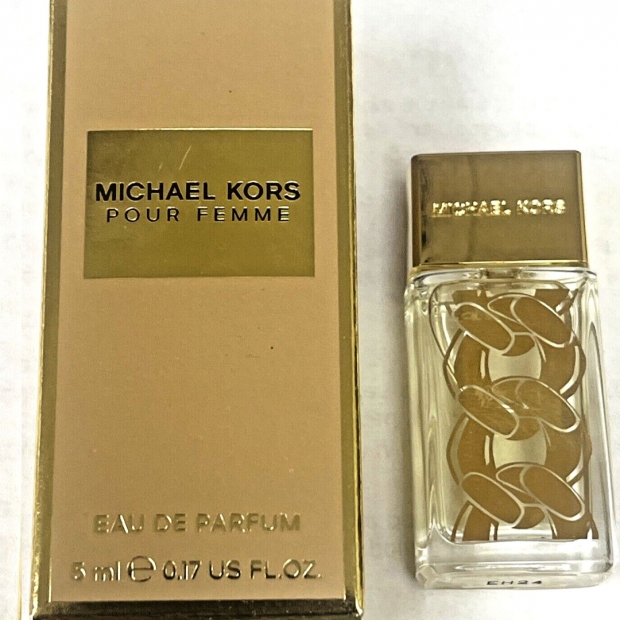 MICHAEL KORS
POUR FEMME
EAU DE PARFUM
5 ml ℮ 0.17 US FL.OZ.
MICHAEL KORS
EH24